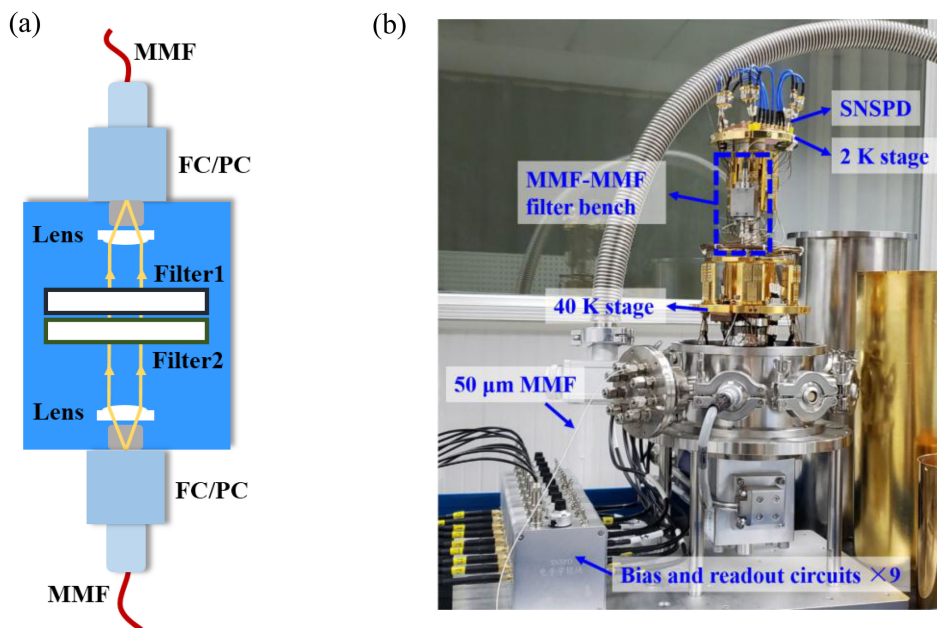 (a)
MMF
FC/PC
Lens
Filter1
Filter2
Lens
FC/PC
MMF
(b)
SNSPD
2 K stage
MMF-MMF
filter bench
40 K stage
50 μm MMF
SNSPD
Bias and readout circuits ×9